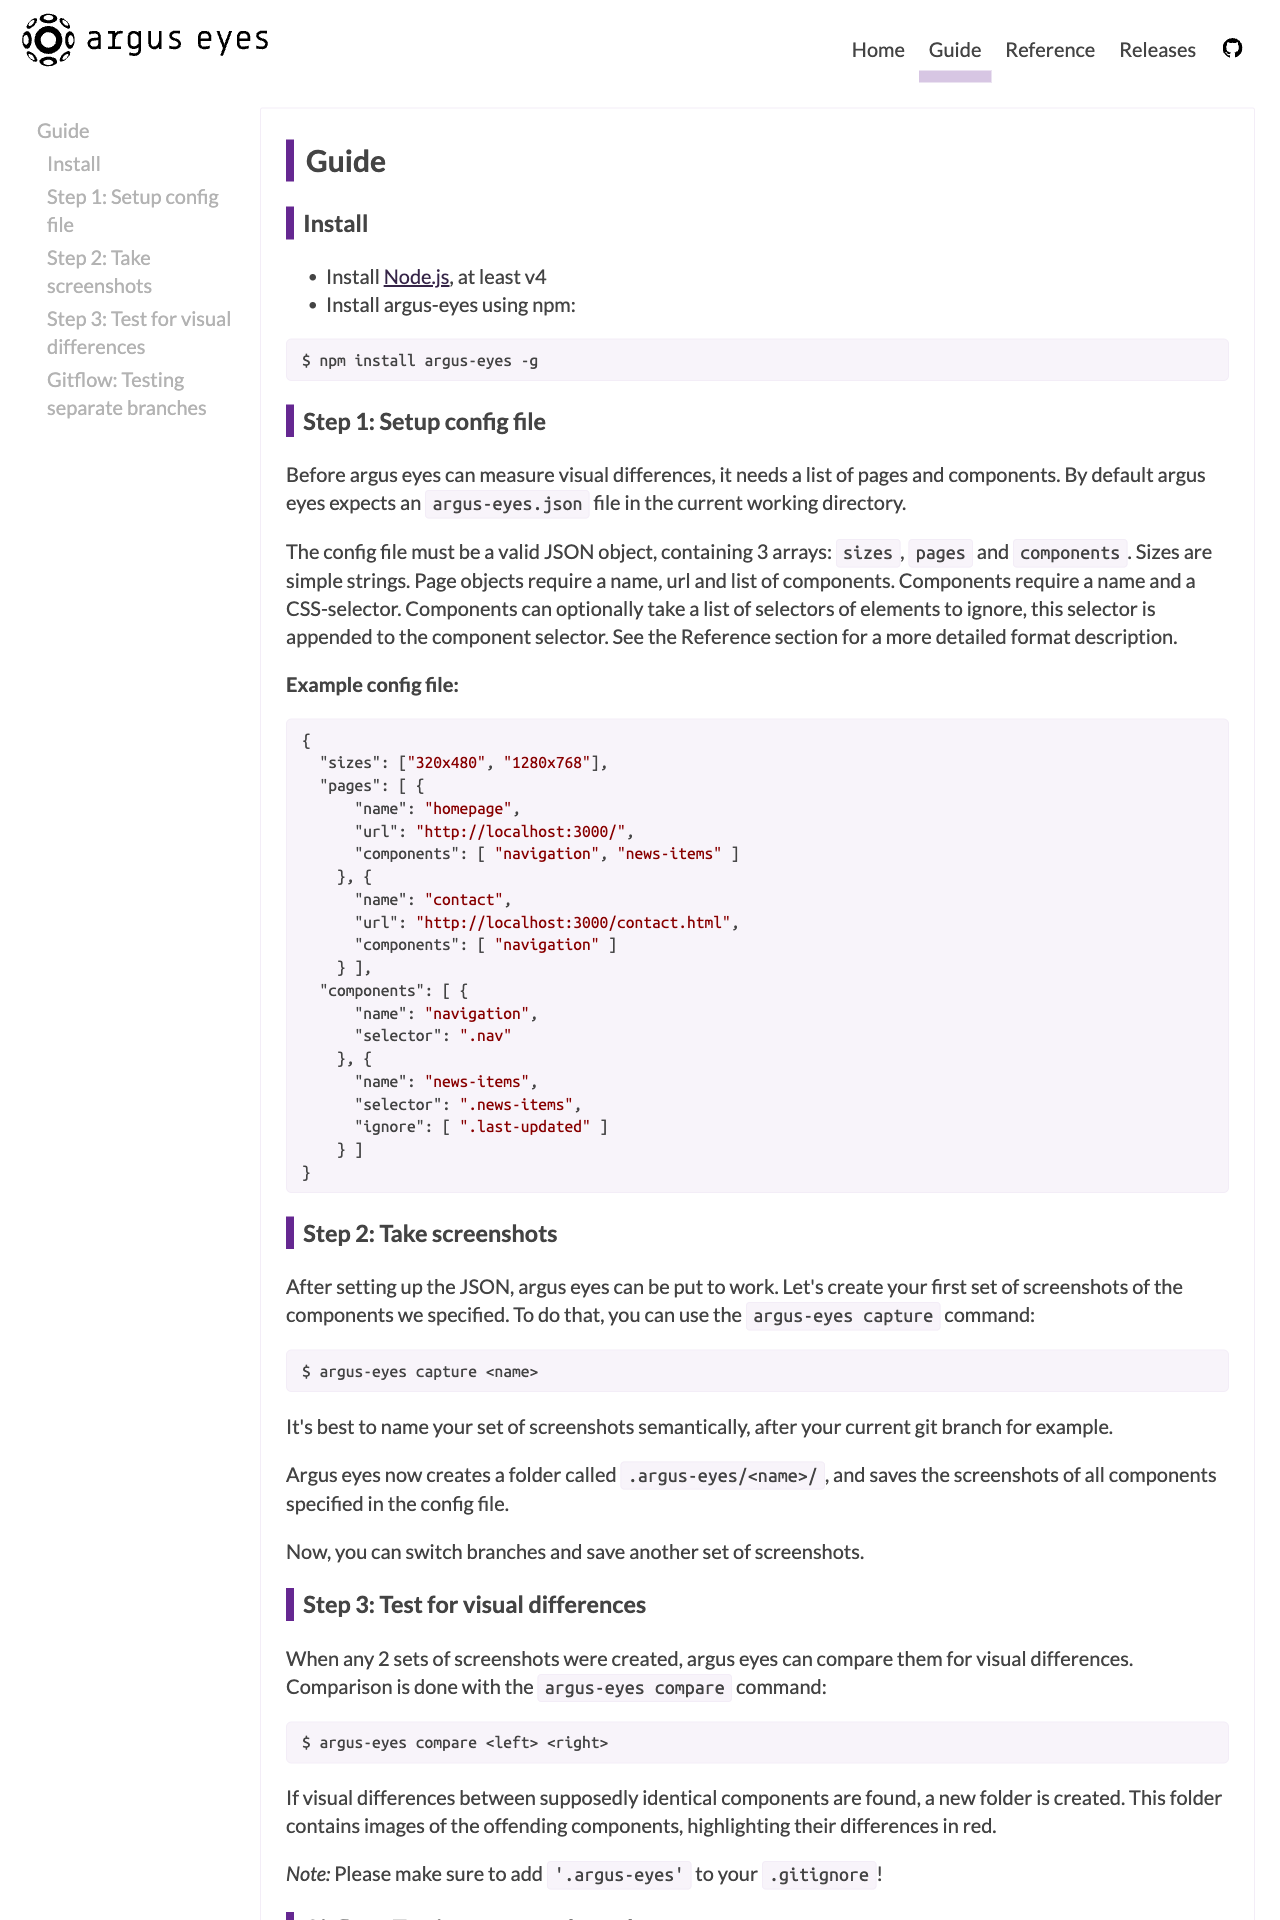 argus eyes
Home Guide Reference Releases
Guide
Install
Step 1: Setup config
file
Step 2: Take
screenshots
Step 3: Test for visual
differences
Gitflow: Testing
separate branches
Guide
Install
• Install Node.js, at least v4
• Install argus-eyes using npm:
$ npm install argus-eyes -g
Step 1: Setup config file
Before argus eyes can measure visual differences, it needs a list of pages and components. By default argus
eyes expects an argus-eyes.json file in the current working directory.
The config file must be a valid JSON object, containing 3 arrays: sizes, pages and components. Sizes are
simple strings. Page objects require a name, url and list of components. Components require a name and a
CSS-selector. Components can optionally take a list of selectors of elements to ignore, this selector is
appended to the component selector. See the Reference section for a more detailed format description.
Example config file:
{
  "sizes": ["320x480", "1280x768"],
  "pages": [ {
      "name": "homepage",
      "url": "http://localhost:3000/",
      "components": [ "navigation", "news-items" ]
    }, {
      "name": "contact",
      "url": "http://localhost:3000/contact.html",
      "components": [ "navigation" ]
    } ],
  "components": [ {
      "name": "navigation",
      "selector": ".nav"
    }, {
      "name": "news-items",
      "selector": ".news-items",
      "ignore": [ ".last-updated" ]
    } ]
}
Step 2: Take screenshots
After setting up the JSON, argus eyes can be put to work. Let's create your first set of screenshots of the
components we specified. To do that, you can use the argus-eyes capture command:
$ argus-eyes capture <name>
It's best to name your set of screenshots semantically, after your current git branch for example.
Argus eyes now creates a folder called .argus-eyes/<name>/, and saves the screenshots of all components
specified in the config file.
Now, you can switch branches and save another set of screenshots.
Step 3: Test for visual differences
When any 2 sets of screenshots were created, argus eyes can compare them for visual differences.
Comparison is done with the argus-eyes compare command:
$ argus-eyes compare <left> <right>
If visual differences between supposedly identical components are found, a new folder is created. This folder
contains images of the offending components, highlighting their differences in red.
Note: Please make sure to add '.argus-eyes' to your .gitignore!